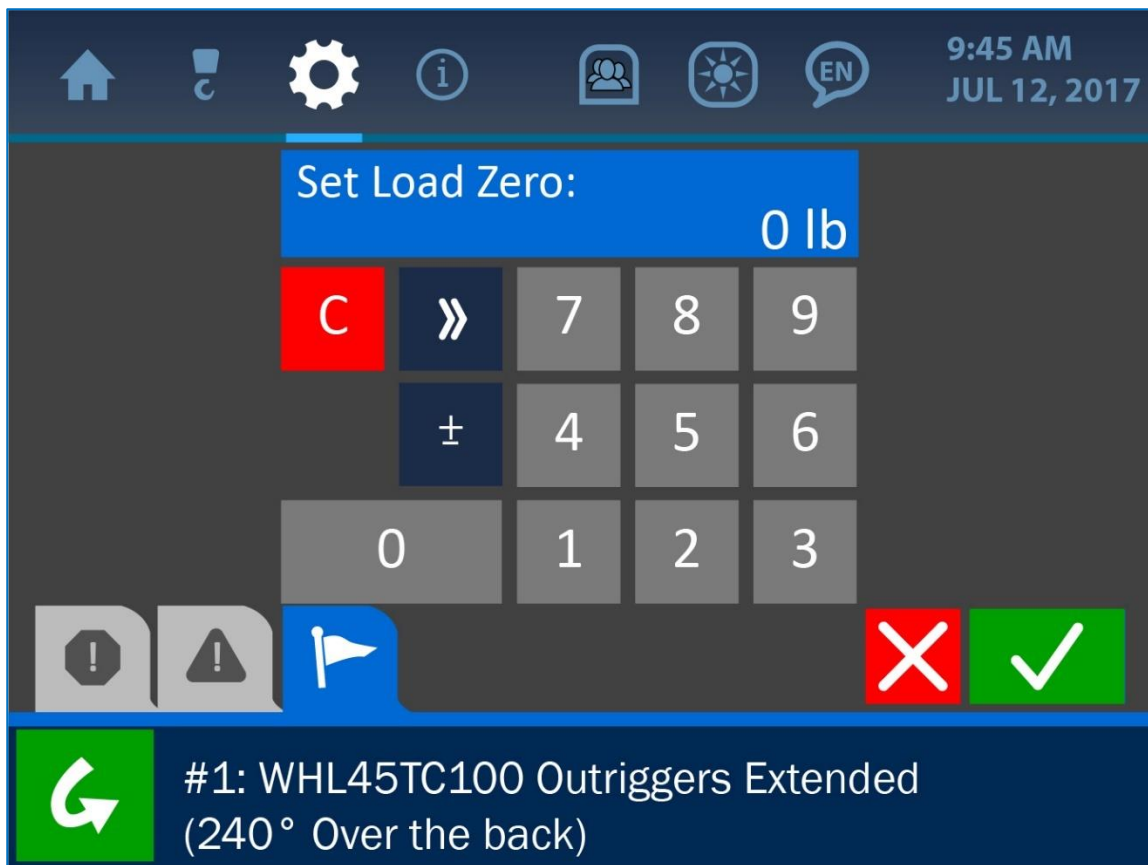 EN
9:45 AM
JUL 12, 2017
Set Load Zero:
0 lb
C » 7 8 9
± 4 5 6
0 1 2 3
#1: WHL45TC100 Outriggers Extended
(240° Over the back)